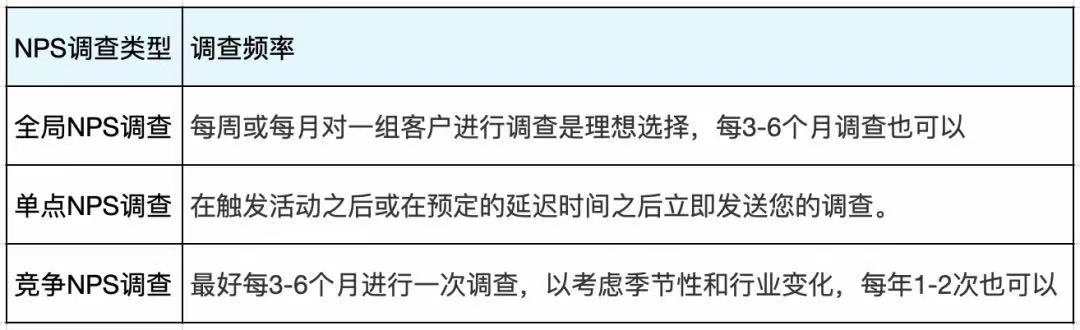 NPS调查类型 调查频率
全局NPS调查 每周或每月对一组客户进行调查是理想选择，每3-6个月调查也可以
单点NPS调查 在触发活动之后或在预定的延迟时间之后立即发送您的调查。
竞争NPS调查 最好每3-6个月进行一次调查，以考虑季节性和行业变化，每年1-2次也可以